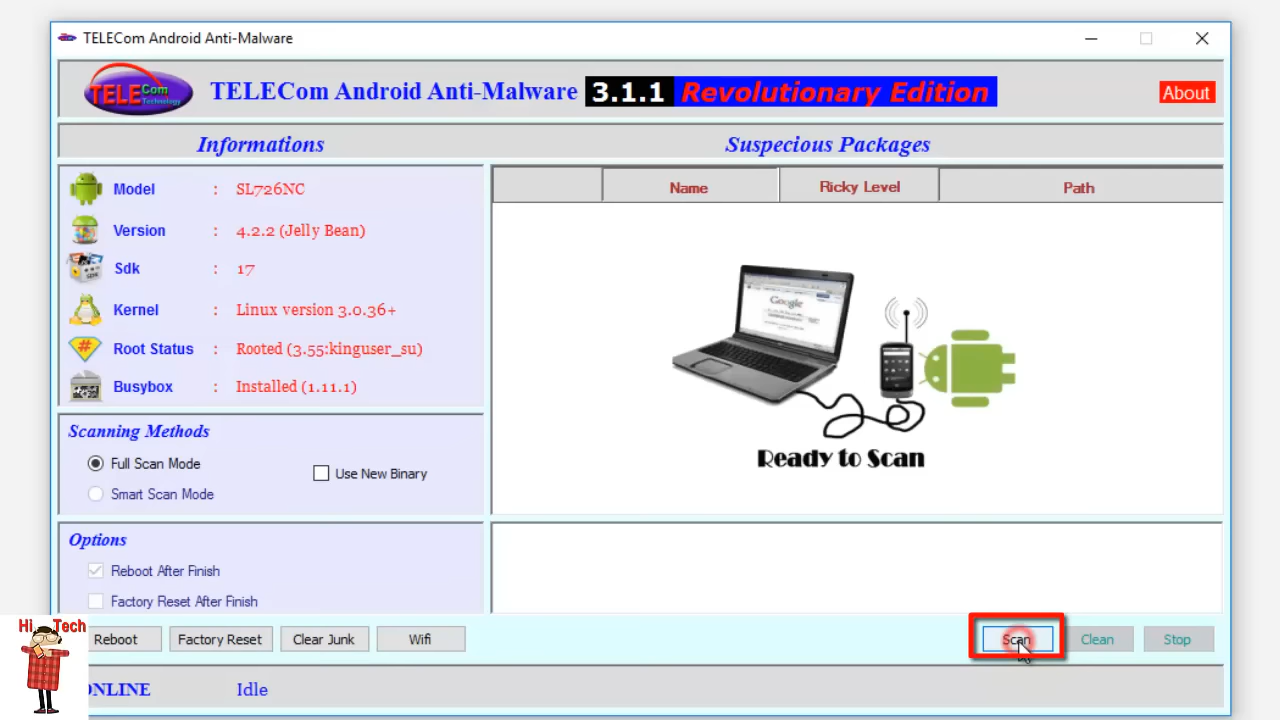 TELECom Android Anti-Malware
TELECom Technology
TELECom Android Anti-Malware 3.1.1 Revolutionary Edition
About
Informations
Suspecious Packages
Model : SL726NC
Version : 4.2.2 (Jelly Bean)
Sdk : 17
Kernel : Linux version 3.0.36+
Root Status : Rooted (3.55:kinguser_su)
Busybox : Installed (1.11.1)
Name Ricky Level Path
Google
Ready to Scan
Scanning Methods
Full Scan Mode
Use New Binary
Smart Scan Mode
Options
Reboot After Finish
Factory Reset After Finish
Hi Tech
Reboot Factory Reset Clear Junk Wifi Scan Clean Stop
ONLINE Idle